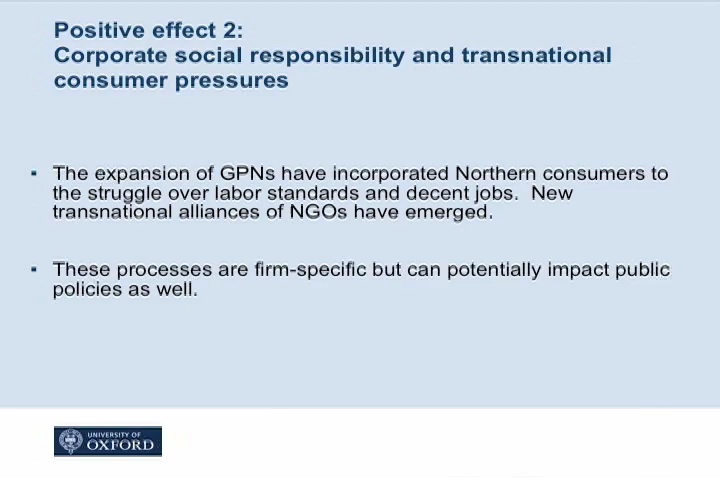 Positive effect 2:
Corporate social responsibility and transnational
consumer pressures
▪ The expansion of GPNs have incorporated Northern consumers to
the struggle over labor standards and decent jobs.  New
transnational alliances of NGOs have emerged.
▪ These processes are firm-specific but can potentially impact public
policies as well.
UNIVERSITY OF
OXFORD